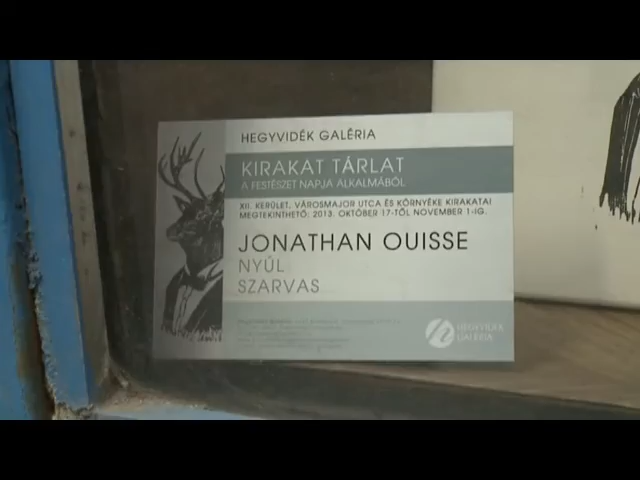 HEGYVIDÉK GALÉRIA
KIRAKAT TÁRLAT
A FESTÉSZET NAPJA ALKALMÁBÓL
XII. KERÜLET, VÁROSMAJOR UTCA ÉS KÖRNYÉKE KIRAKATAI
MEGTEKINTHETŐ: 2013. OKTÓBER 17-TŐL NOVEMBER 1-IG.
JONATHAN OUISSE
NYÚL
SZARVAS
HEGYVIDÉK
GALÉRIA